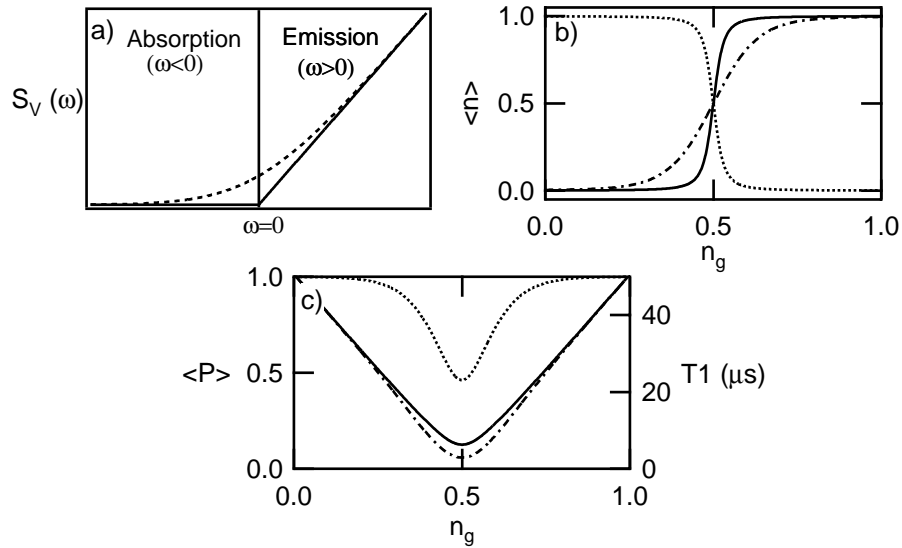 a)
Absorption
(ω<0)
Emission
(ω>0)
S_V (ω)
ω=0
b)
1.0
0.5
0.0
<n>
0.0
0.5
1.0
n_g
c)
1.0
0.5
0.0
<P>
40
20
0
T1 (μs)
0.0
0.5
1.0
n_g